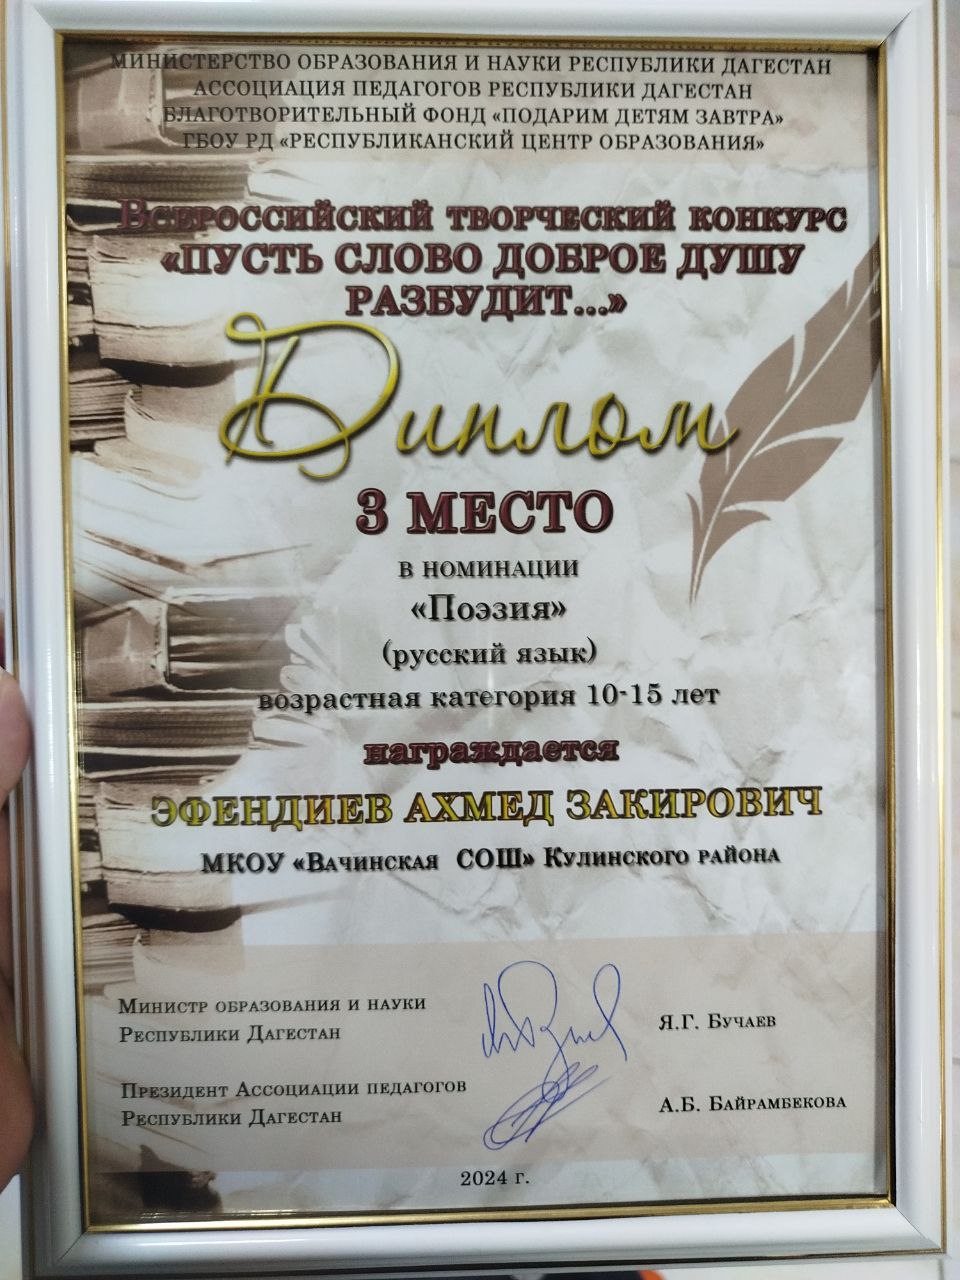 МИНИСТЕРСТВО ОБРАЗОВАНИЯ И НАУКИ РЕСПУБЛИКИ ДАГЕСТАН
АССОЦИАЦИЯ ПЕДАГОГОВ РЕСПУБЛИКИ ДАГЕСТАН
БЛАГОТВОРИТЕЛЬНЫЙ ФОНД «ПОДАРИМ ДЕТЯМ ЗАВТРА»
ГБОУ РД «РЕСПУБЛИКАНСКИЙ ЦЕНТР ОБРАЗОВАНИЯ»
ВСЕРОССИЙСКИЙ ТВОРЧЕСКИЙ КОНКУРС
«ПУСТЬ СЛОВО ДОБРОЕ ДУШУ
РАЗБУДИТ...»
Диплом
3 МЕСТО
В НОМИНАЦИИ
«Поэзия»
(русский язык)
возрастная категория 10-15 лет
награждается
ЭФЕНДИЕВ АХМЕД ЗАКИРОВИЧ
МКОУ «ВАЧИНСКАЯ СОШ» КУЛИНСКОГО РАЙОНА
МИНИСТР ОБРАЗОВАНИЯ И НАУКИ
РЕСПУБЛИКИ ДАГЕСТАН
Я.Г. БУЧАЕВ
ПРЕЗИДЕНТ АССОЦИАЦИИ ПЕДАГОГОВ
РЕСПУБЛИКИ ДАГЕСТАН
А.Б. БАЙРАМБЕКОВА
2024 г.